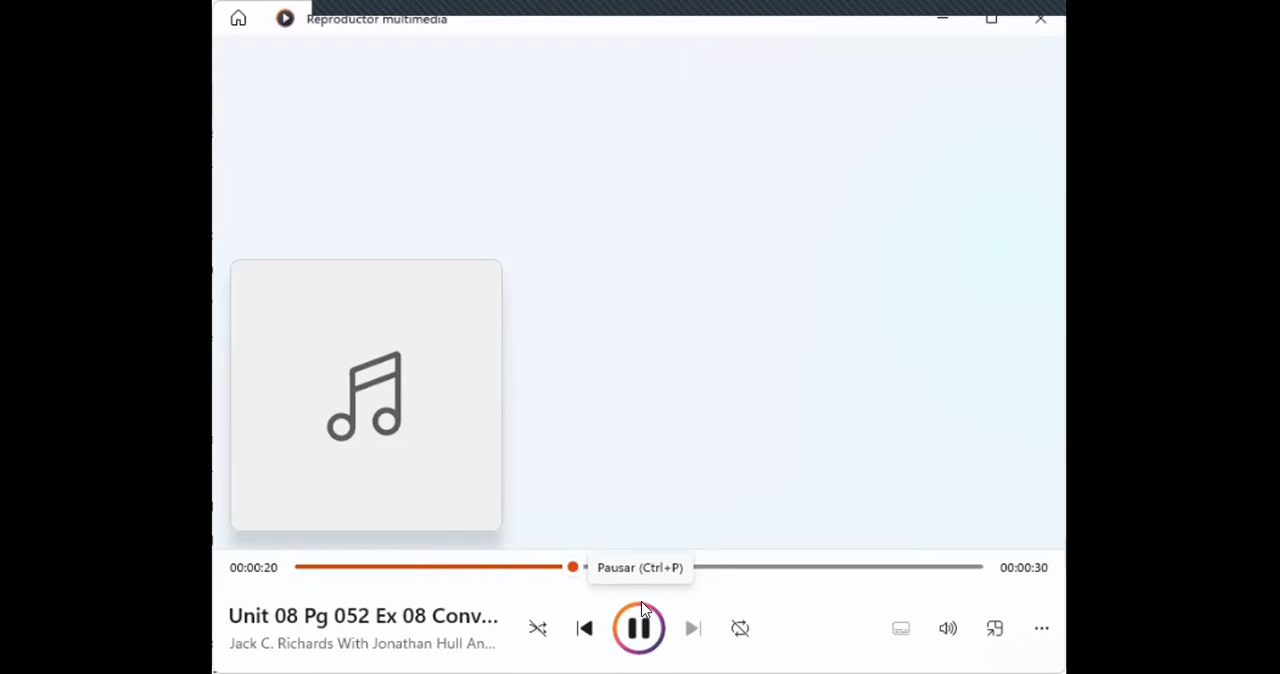 Reproductor multimedia
00:00:20
Pausar (Ctrl+P)
00:00:30
Unit 08 Pg 052 Ex 08 Conv...
Jack C. Richards With Jonathan Hull An...